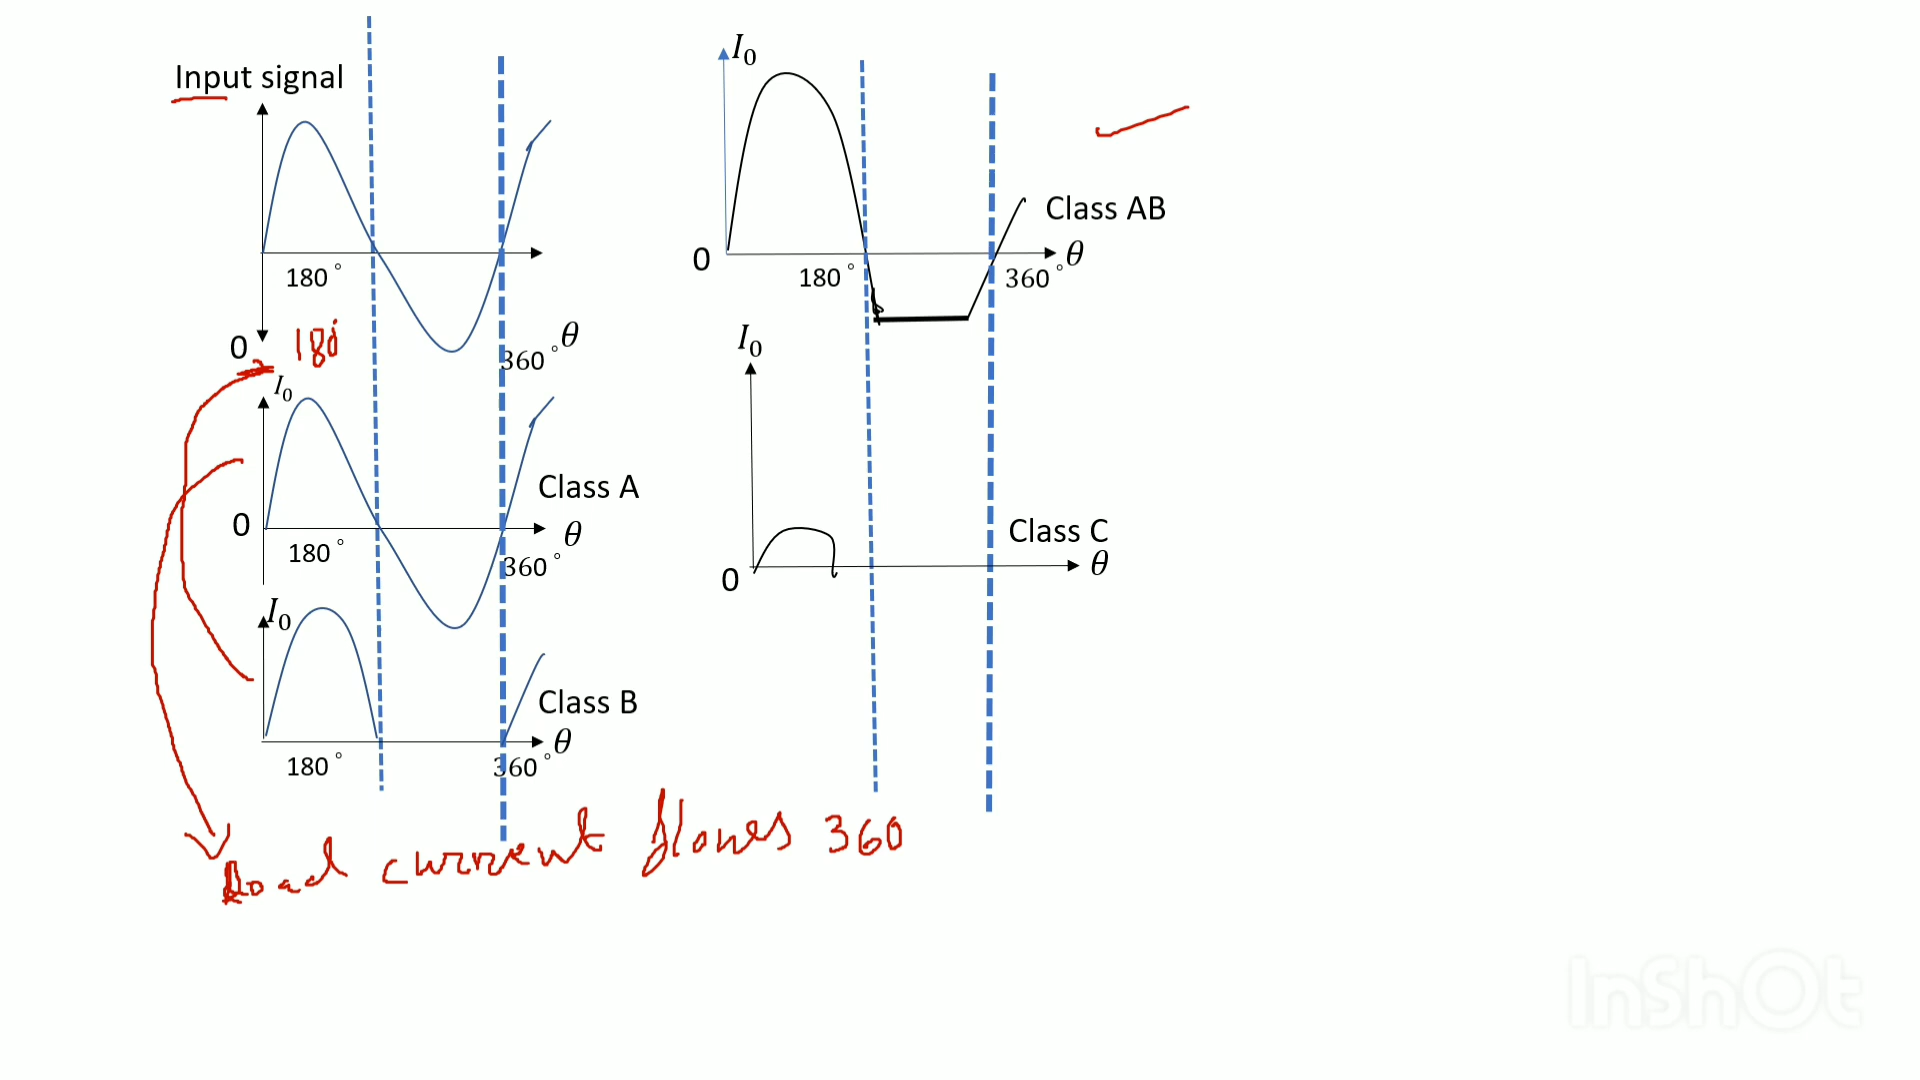 Input signal
180°
0
θ
360°
180°
I₀
Class A
0
θ
180°
360°
I₀
Class B
θ
180°
360°
Load current flows 360
I₀
Class AB
0
θ
180°
360°
I₀
Class C
0
θ
InShOt